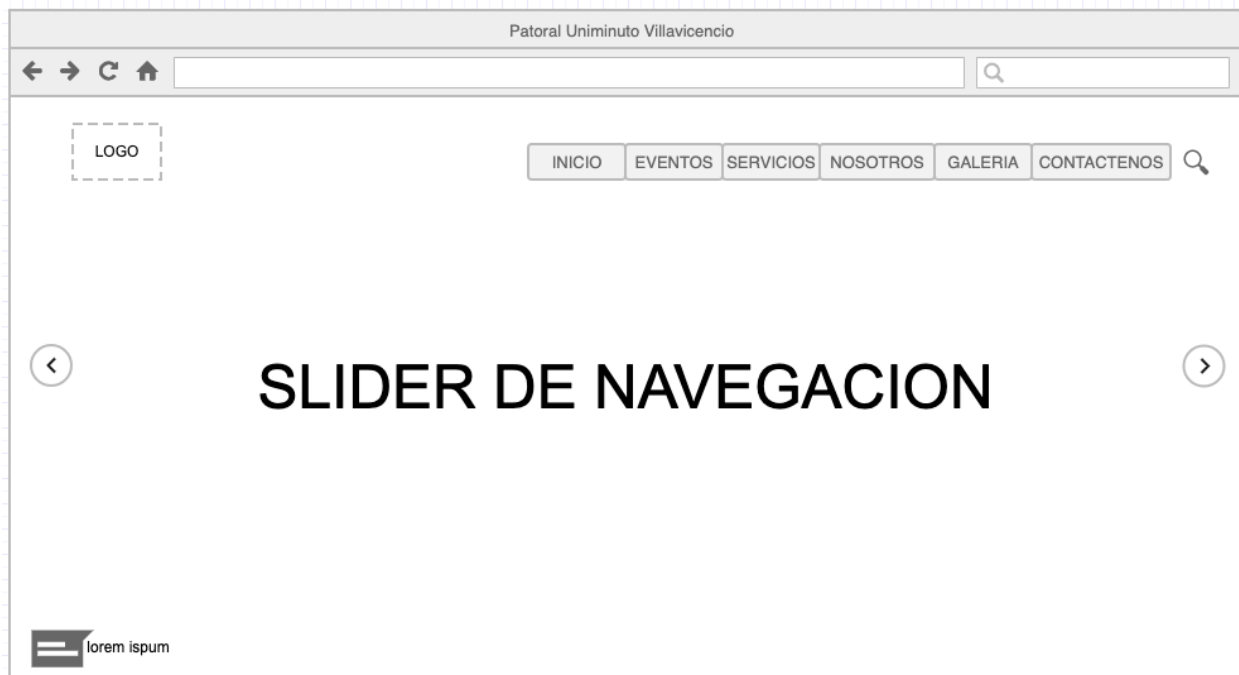 Patoral Uniminuto Villavicencio
LOGO
INICIO EVENTOS SERVICIOS NOSOTROS GALERIA CONTACTENOS
SLIDER DE NAVEGACION
lorem ispum